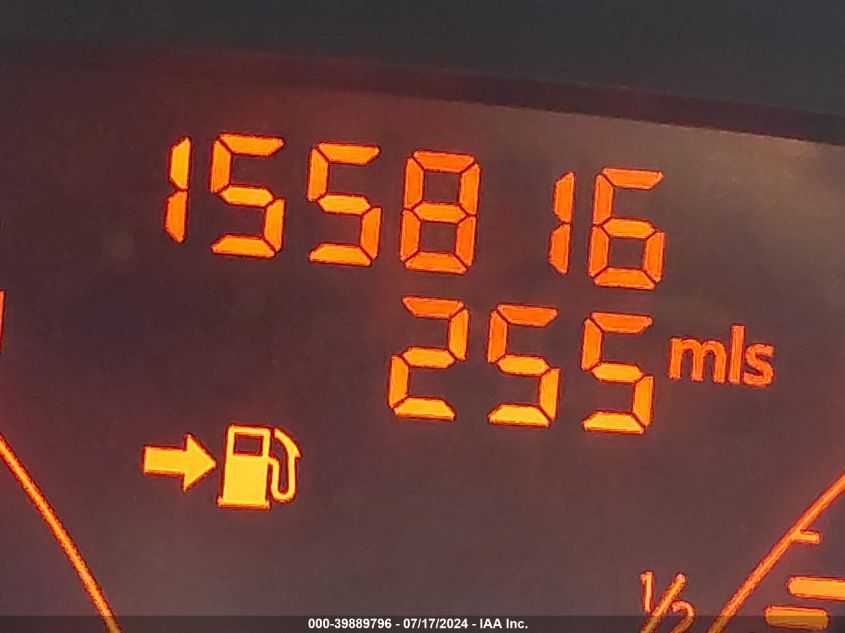 155816
255 mls
1/2
000-39889796 - 07/17/2024 - IAA Inc.